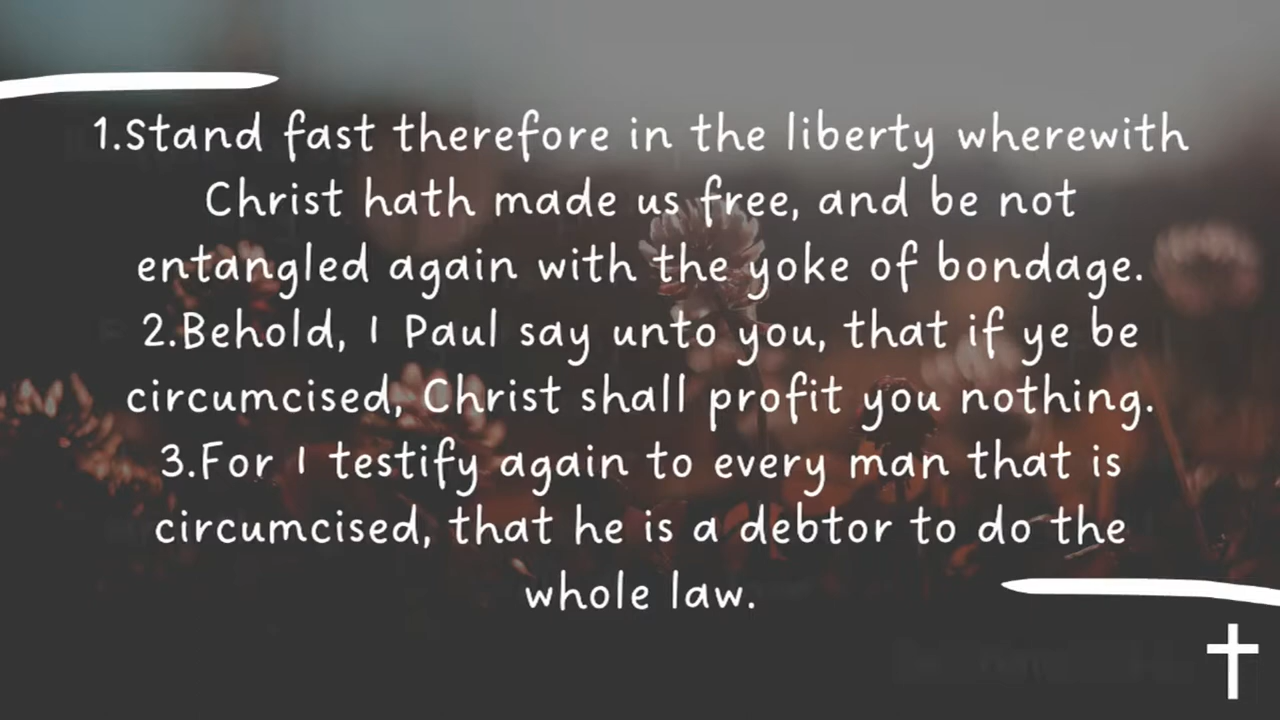 1.Stand fast therefore in the liberty wherewith
Christ hath made us free, and be not
entangled again with the yoke of bondage.
2.Behold, I Paul say unto you, that if ye be
circumcised, Christ shall profit you nothing.
3.For I testify again to every man that is
circumcised, that he is a debtor to do the
whole law.